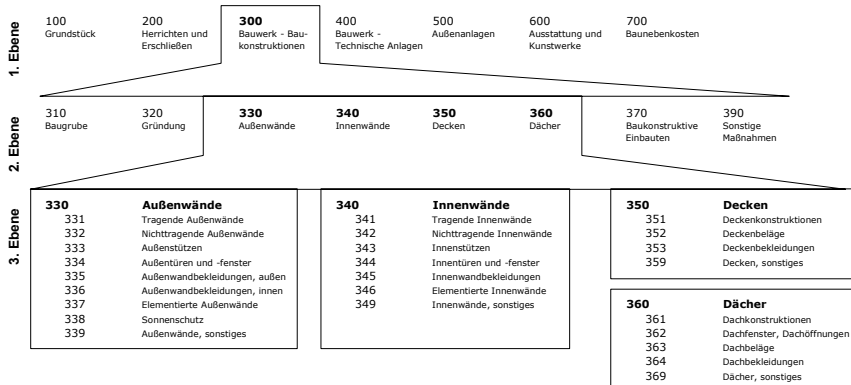 1. Ebene
100 200 300 400 500 600 700
Grundstück Herrichten und Bauwerk - Bau- Bauwerk - Außenanlagen Ausstattung und Baunebenkosten
Erschließen konstruktionen Technische Anlagen Kunstwerke
2. Ebene
310 320 330 340 350 360 370 390
Baugrube Gründung Außenwände Innenwände Decken Dächer Baukonstruktive Sonstige
Einbauten Maßnahmen
3. Ebene
330 Außenwände
331 Tragende Außenwände
332 Nichttragende Außenwände
333 Außenstützen
334 Außentüren und -fenster
335 Außenwandbekleidungen, außen
336 Außenwandbekleidungen, innen
337 Elementierte Außenwände
338 Sonnenschutz
339 Außenwände, sonstiges
340 Innenwände
341 Tragende Innenwände
342 Nichttragende Innenwände
343 Innenstützen
344 Innentüren und -fenster
345 Innenwandbekleidungen
346 Elementierte Innenwände
349 Innenwände, sonstiges
350 Decken
351 Deckenkonstruktionen
352 Deckenbeläge
353 Deckenbekleidungen
359 Decken, sonstiges
360 Dächer
361 Dachkonstruktionen
362 Dachfenster, Dachöffnungen
363 Dachbeläge
364 Dachbekleidungen
369 Dächer, sonstiges